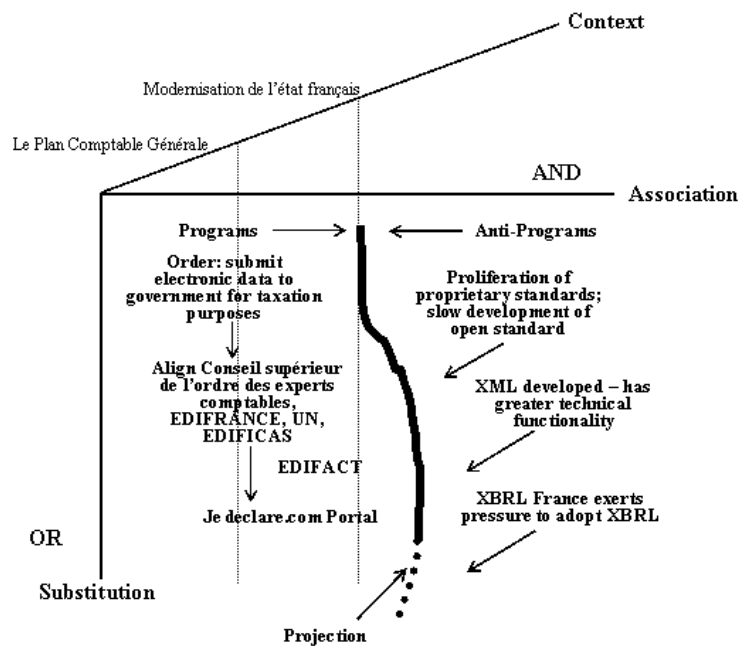 Context
Modernisation de l'état français
Le Plan Comptable Générale
AND
Association
Programs
Anti-Programs
Order: submit
electronic data to
government for taxation
purposes
Proliferation of
proprietary standards;
slow development of
open standard
Align Conseil supérieur
de l'ordre des experts
comptables,
EDIFRANCE, UN,
EDIFICAS
XML developed – has
greater technical
functionality
EDIFACT
Je declare.com Portal
XBRL France exerts
pressure to adopt XBRL
OR
Substitution
Projection